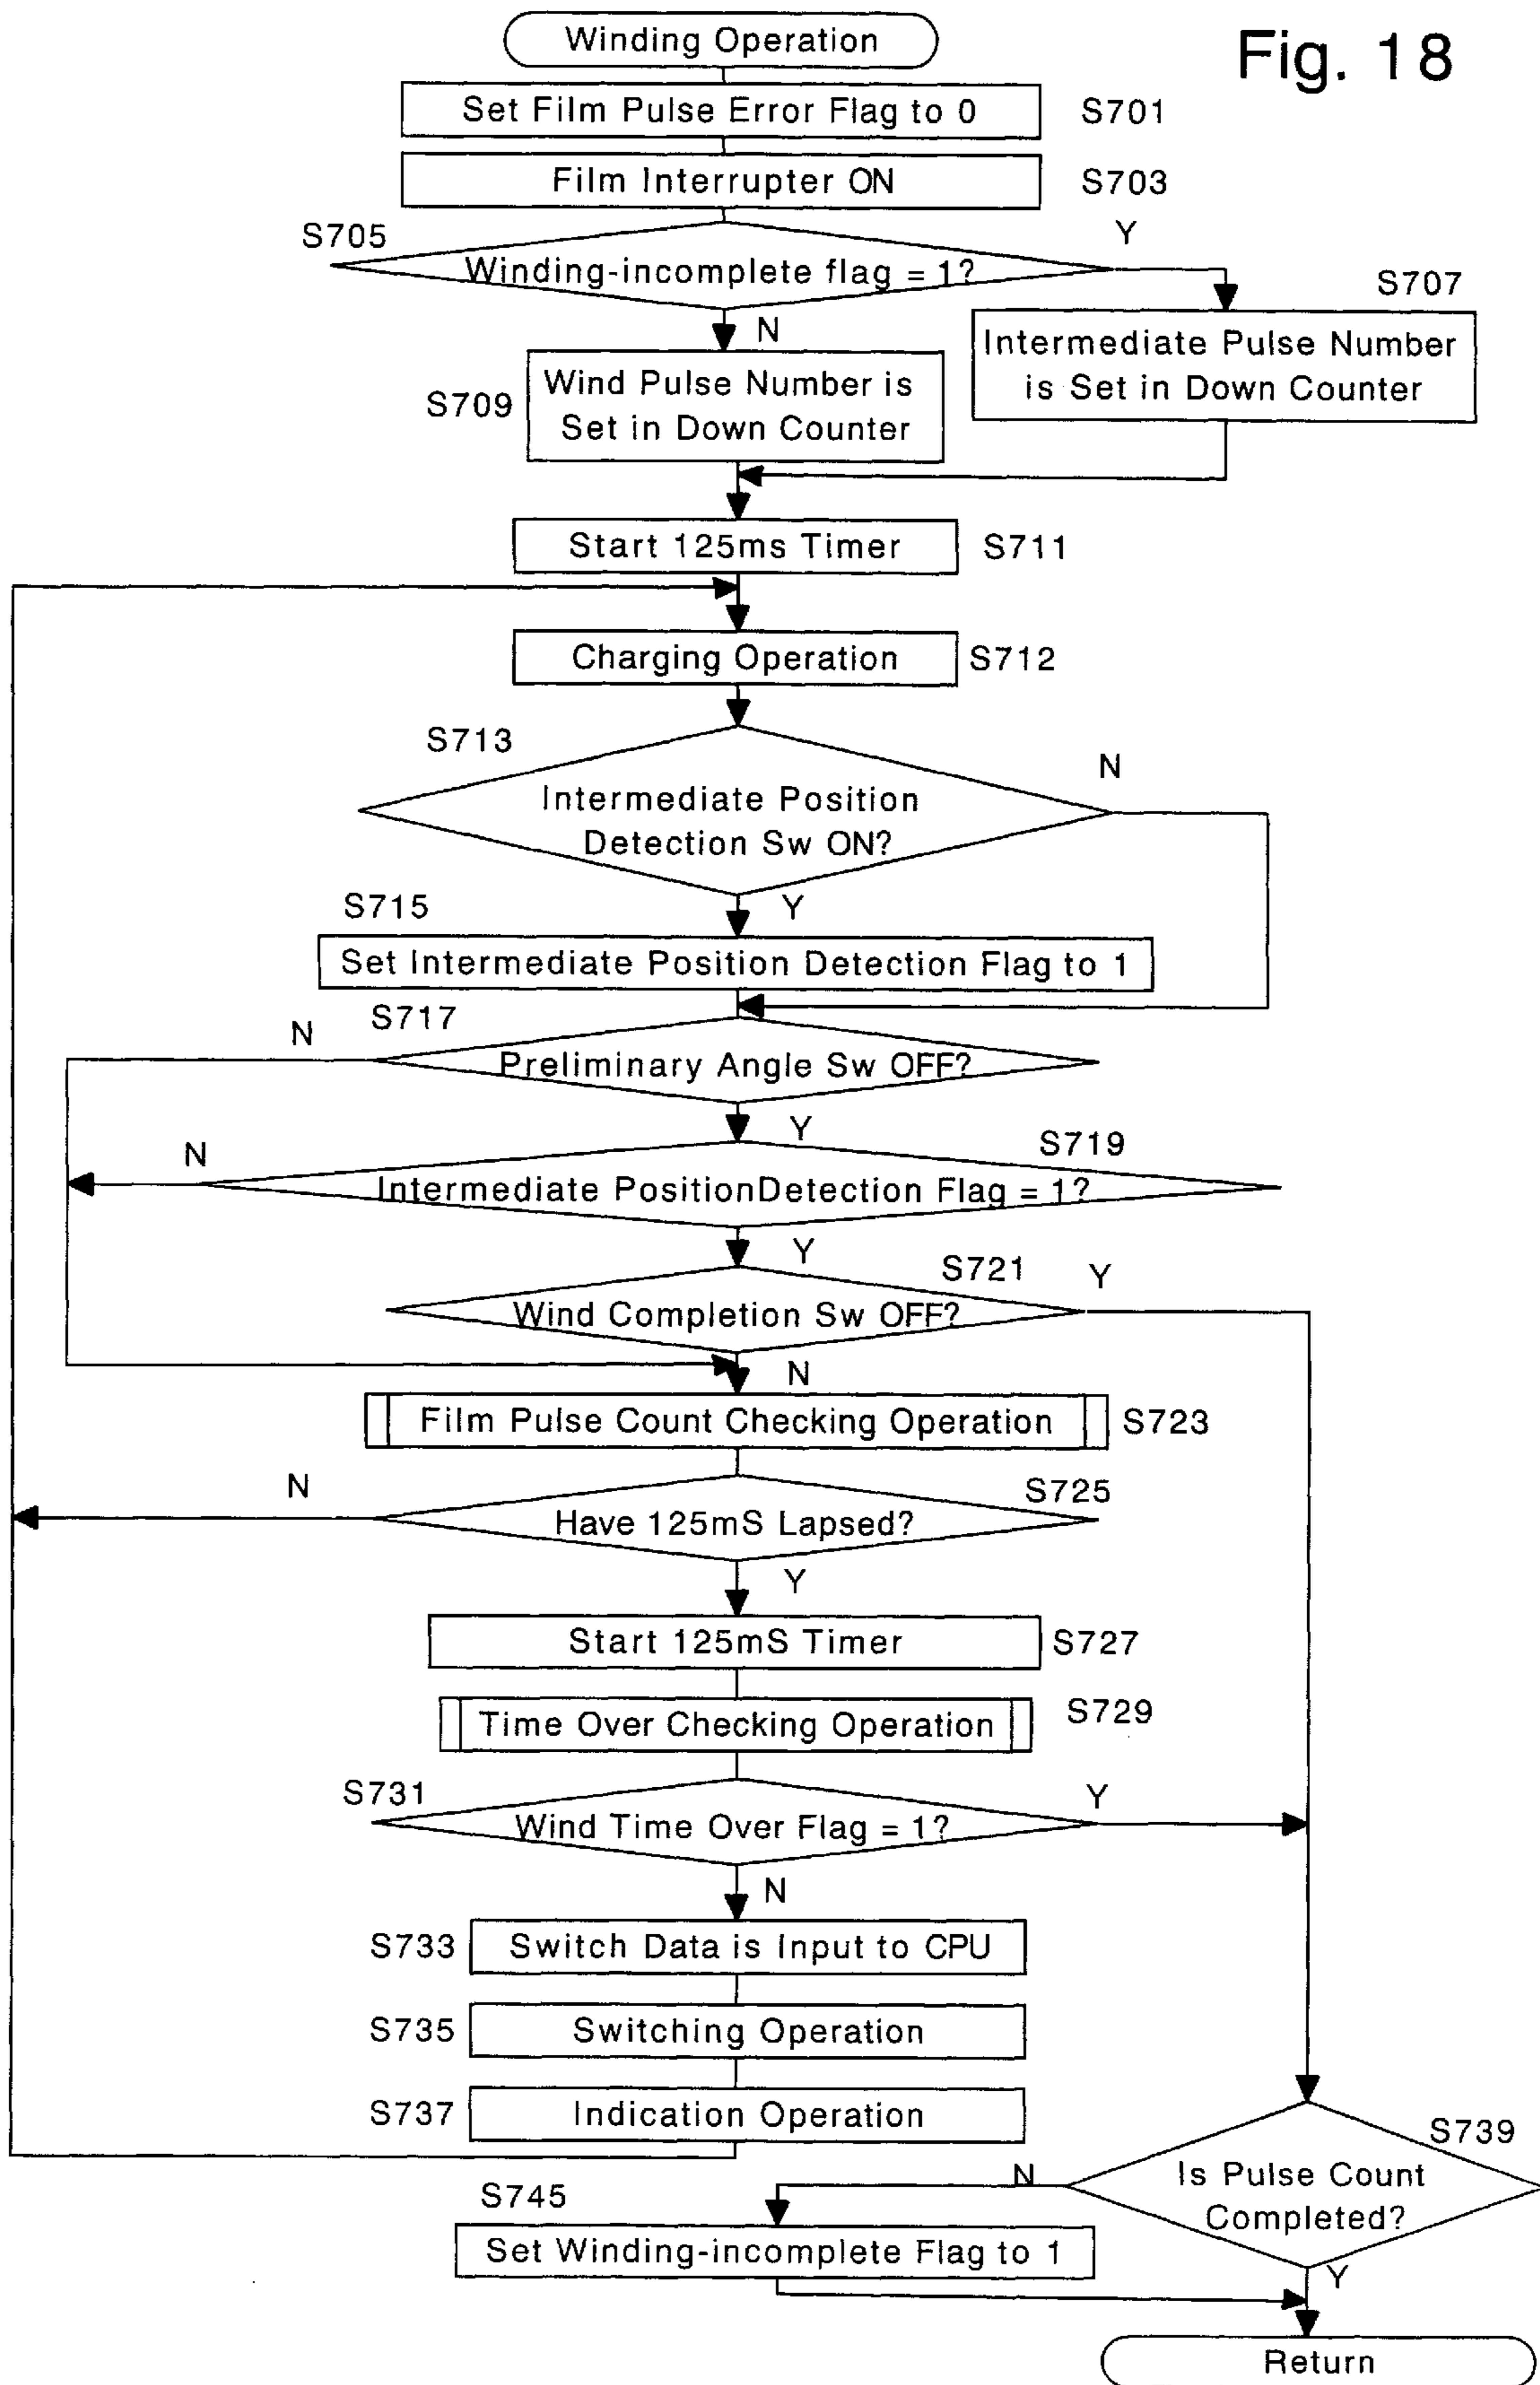 Fig. 18
Winding Operation
Set Film Pulse Error Flag to 0
S701
Film Interrupter ON
S703
S705
Winding-incomplete flag = 1?
Y
N
S707
Intermediate Pulse Number
is Set in Down Counter
S709
Wind Pulse Number is
Set in Down Counter
Start 125ms Timer
S711
Charging Operation
S712
S713
Intermediate Position
Detection Sw ON?
N
Y
S715
Set Intermediate Position Detection Flag to 1
S717
N
Preliminary Angle Sw OFF?
Y
S719
N
Intermediate PositionDetection Flag = 1?
Y
S721
Y
Wind Completion Sw OFF?
N
Film Pulse Count Checking Operation
S723
N
S725
Have 125mS Lapsed?
Y
Start 125mS Timer
S727
Time Over Checking Operation
S729
S731
Y
Wind Time Over Flag = 1?
N
S733
Switch Data is Input to CPU
S735
Switching Operation
S737
Indication Operation
S739
Is Pulse Count
Completed?
N
S745
Set Winding-incomplete Flag to 1
Y
Return